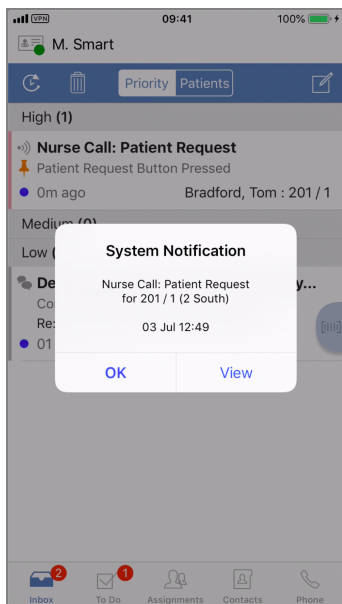 VPN 09:41 100%
M. Smart
Priority Patients
High (1)
Nurse Call: Patient Request
Patient Request Button Pressed
0m ago Bradford, Tom : 201 / 1
Medium (0)
Low (
System Notification
Nurse Call: Patient Request
for 201 / 1 (2 South)
03 Jul 12:49
OK View
De y...
Co
Re:
01
2 1
Inbox To Do Assignments Contacts Phone